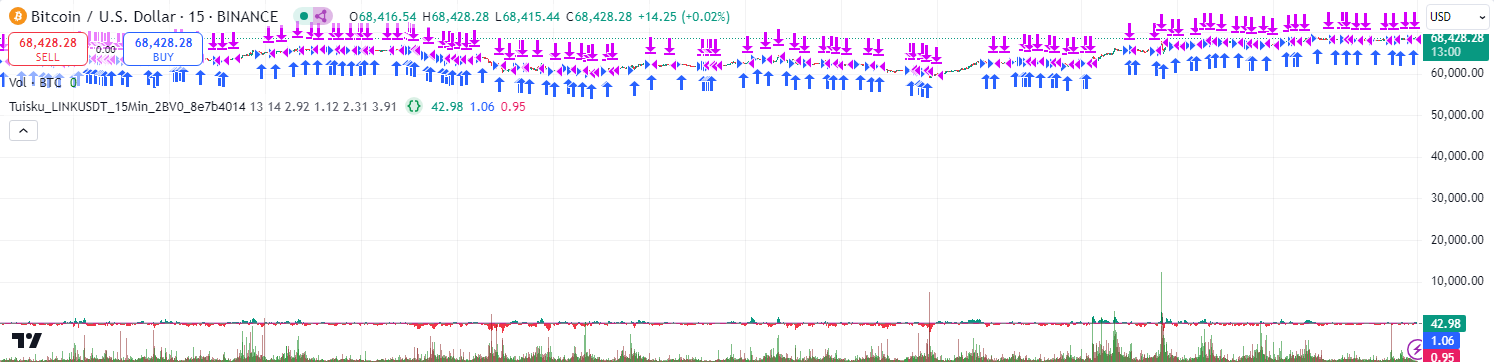 Bitcoin / U.S. Dollar · 15 · BINANCE O68,416.54 H68,428.28 L68,415.44 C68,428.28 +14.25 (+0.02%)
USD
68,428.28
SELL
0.00
68,428.28
BUY
68,428.28
13:00
Vol · BTC 0
60,000.00
Tuisku_LINKUSDT_15Min_2BV0_8e7b4014 13 14 2.92 1.12 2.31 3.91 {} 42.98 1.06 0.95
50,000.00
40,000.00
30,000.00
20,000.00
10,000.00
42.98
1.06
0.95